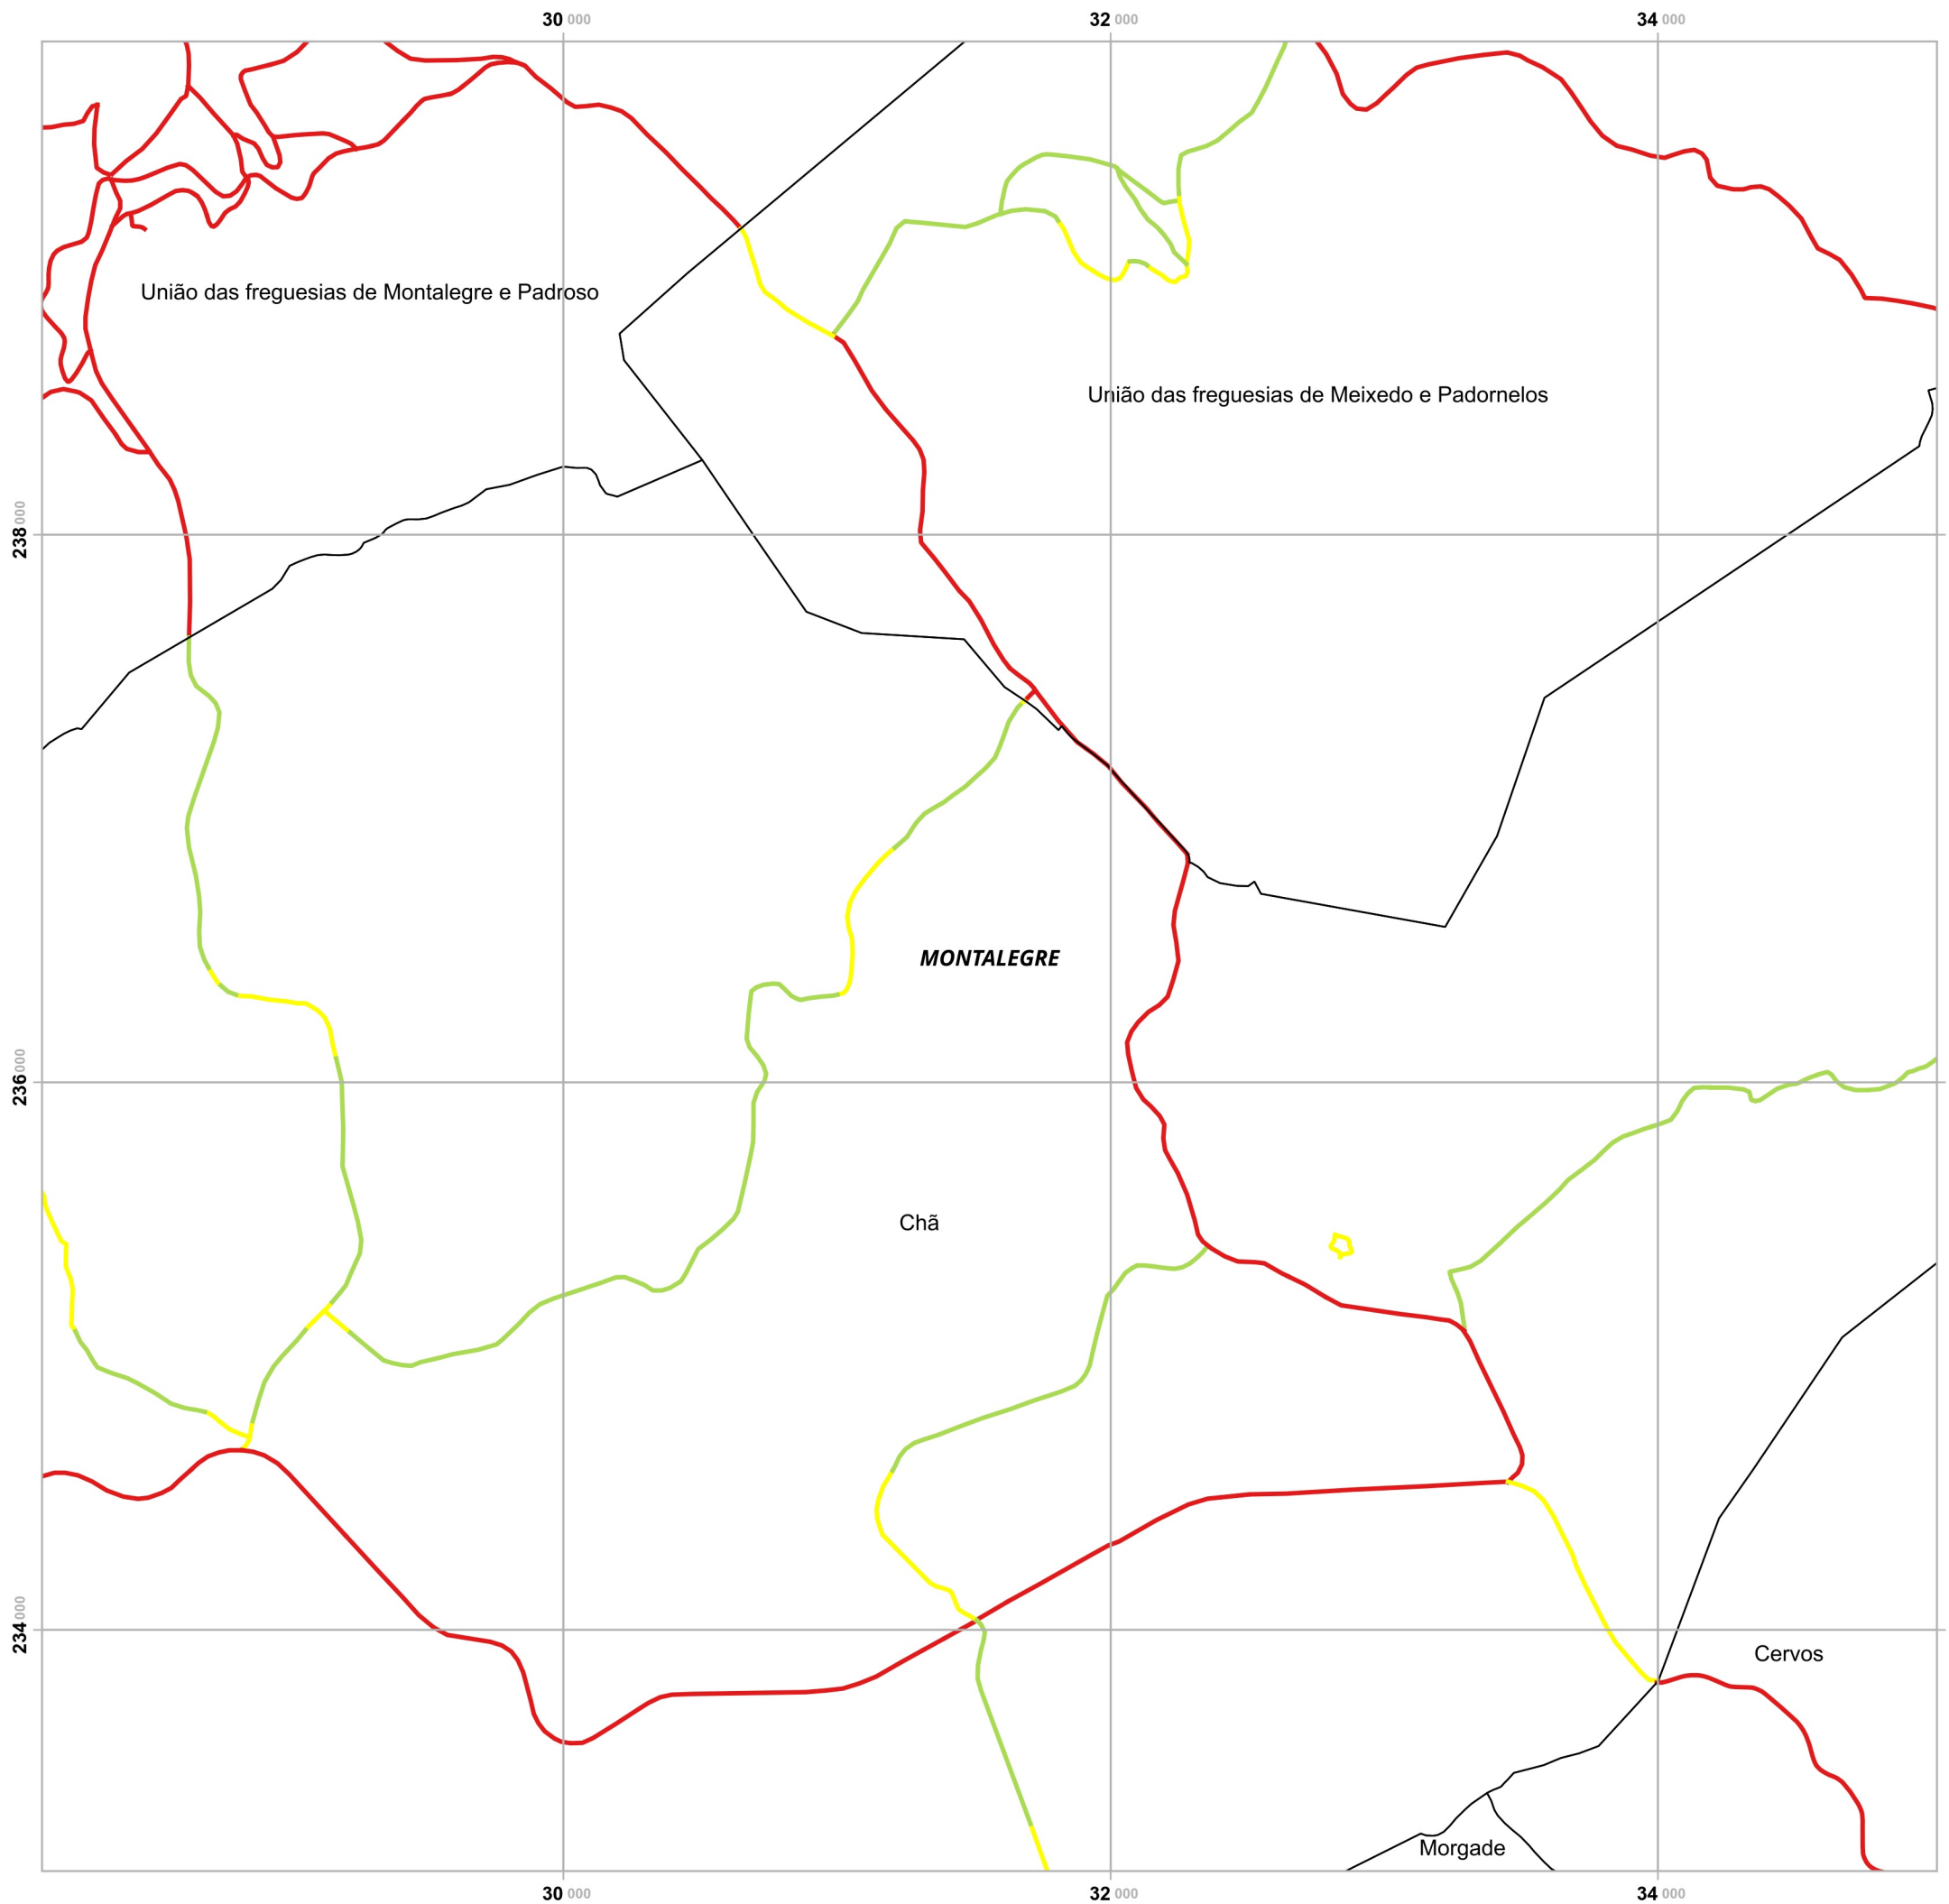 30 000 32 000 34 000
União das freguesias de Montalegre e Padroso
União das freguesias de Meixedo e Padornelos
238 000
MONTALEGRE
236 000
Chã
234 000
Cervos
Morgade
30 000 32 000 34 000